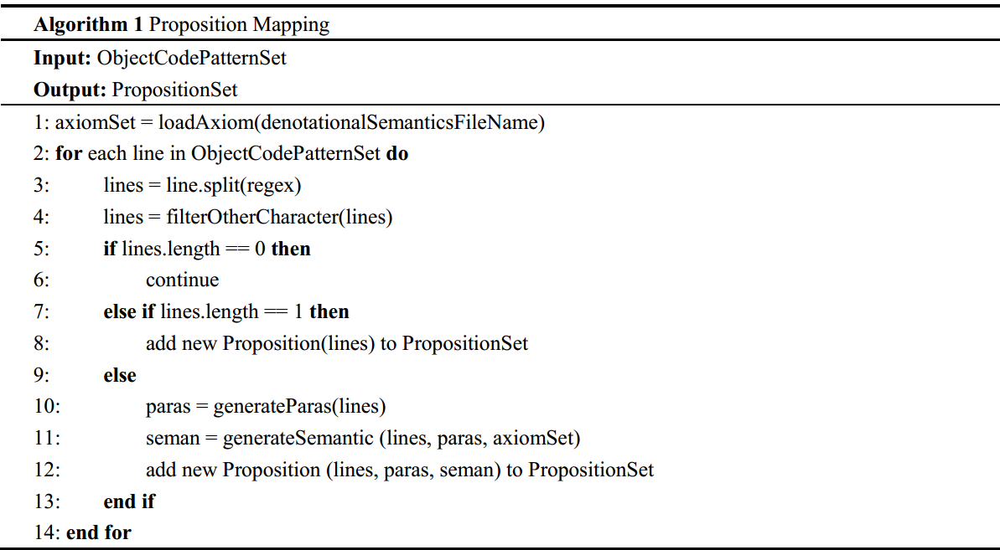 Algorithm 1 Proposition Mapping
Input: ObjectCodePatternSet
Output: PropositionSet
1: axiomSet = loadAxiom(denotationalSemanticsFileName)
2: for each line in ObjectCodePatternSet do
3: lines = line.split(regex)
4: lines = filterOtherCharacter(lines)
5: if lines.length == 0 then
6: continue
7: else if lines.length == 1 then
8: add new Proposition(lines) to PropositionSet
9: else
10: paras = generateParas(lines)
11: seman = generateSemantic (lines, paras, axiomSet)
12: add new Proposition (lines, paras, seman) to PropositionSet
13: end if
14: end for